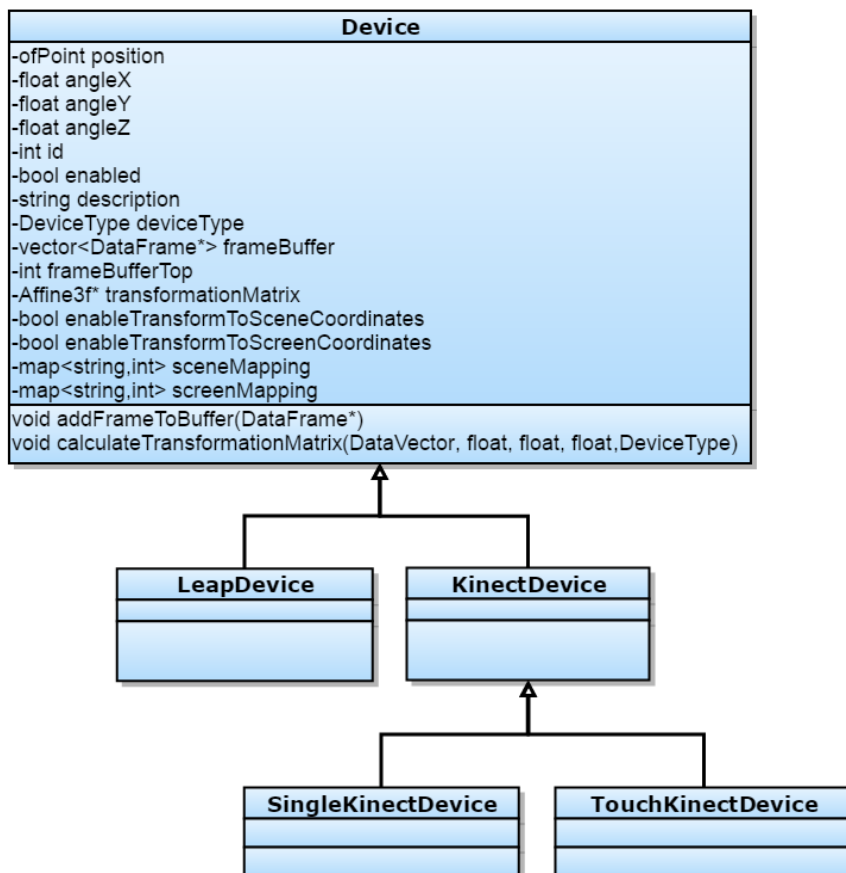 Device
-ofPoint position
-float angleX
-float angleY
-float angleZ
-int id
-bool enabled
-string description
-DeviceType deviceType
-vector<DataFrame*> frameBuffer
-int frameBufferTop
-Affine3f* transformationMatrix
-bool enableTransformToSceneCoordinates
-bool enableTransformToScreenCoordinates
-map<string,int> sceneMapping
-map<string,int> screenMapping
void addFrameToBuffer(DataFrame*)
void calculateTransformationMatrix(DataVector, float, float, float,DeviceType)
LeapDevice
KinectDevice
SingleKinectDevice
TouchKinectDevice